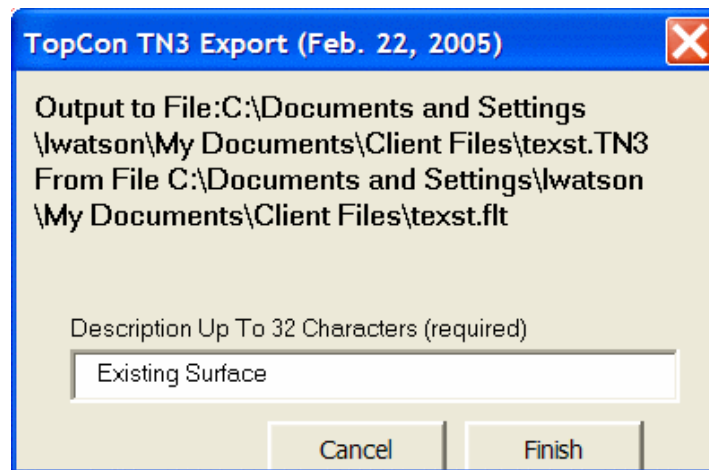 TopCon TN3 Export (Feb. 22, 2005)
Output to File:C:\Documents and Settings
\lwatson\My Documents\Client Files\texst.TN3
From File C:\Documents and Settings\lwatson
\My Documents\Client Files\texst.flt
Description Up To 32 Characters (required)
Existing Surface
Cancel Finish